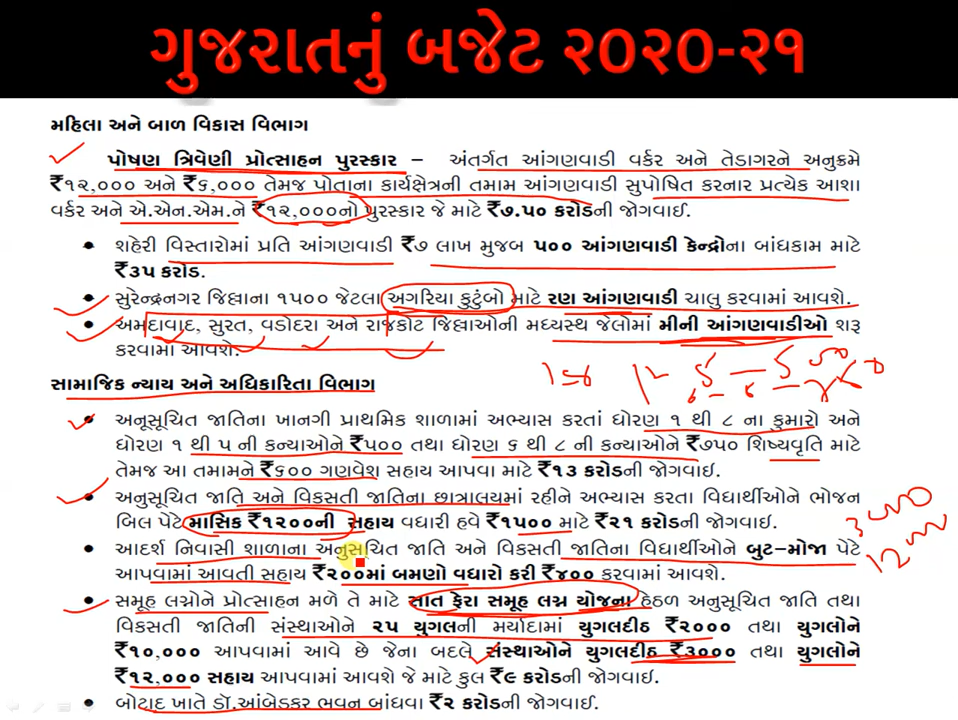 ગુજરાતનું બજેટ ૨૦૨૦-૨૧
મહિલા અને બાળ વિકાસ વિભાગ
પોષણ ત્રિવેણી પ્રોત્સાહન પુરસ્કાર – અંતર્ગત આંગણવાડી વર્કર અને તેડાગરને અનુક્રમે
₹૧૨,૦૦૦ અને ₹૬,૦૦૦ તેમજ પોતાના કાર્યક્ષેત્રની તમામ આંગણવાડી સુપોષિત કરનાર પ્રત્યેક આશા
વર્કર અને એ.એન.એમ.ને ₹૧૨,૦૦૦નો પુરસ્કાર જે માટે ₹૭.૫૦ કરોડની જોગવાઈ.
• શહેરી વિસ્તારોમાં પ્રતિ આંગણવાડી ₹૭ લાખ મુજબ ૫૦૦ આંગણવાડી કેન્દ્રોના બાંધકામ માટે
₹૩૫ કરોડ.
• સુરેન્દ્રનગર જિલ્લાના ૧૫૦૦ જેટલા અગરિયા કુટુંબો માટે રણ આંગણવાડી ચાલુ કરવામાં આવશે.
• અમદાવાદ, સુરત, વડોદરા અને રાજકોટ જિલ્લાઓની મધ્યસ્થ જેલોમાં મીની આંગણવાડીઓ શરૂ
કરવામાં આવશે.
સામાજિક ન્યાય અને અધિકારિતા વિભાગ
• અનૂસૂચિત જાતિના ખાનગી પ્રાથમિક શાળામાં અભ્યાસ કરતાં ધોરણ ૧ થી ૮ ના કુમારો અને
ધોરણ ૧ થી ૫ ની કન્યાઓને ₹૫૦૦ તથા ધોરણ ૬ થી ૮ ની કન્યાઓને ₹૭૫૦ શિષ્યવૃતિ માટે
તેમજ આ તમામને ₹૬૦૦ ગણવેશ સહાય આપવા માટે ₹૧૩ કરોડની જોગવાઈ.
• અનુસૂચિત જાતિ અને વિકસતી જાતિના છાત્રાલયમાં રહીને અભ્યાસ કરતા વિદ્યાર્થીઓને ભોજન
બિલ પેટે માસિક ₹૧૨૦૦ની સહાય વધારી હવે ₹૧૫૦૦ માટે ₹૨૧ કરોડની જોગવાઈ.
આદર્શ નિવાસી શાળાના અનુસૂચિત જાતિ અને વિકસતી જાતિના વિદ્યાર્થીઓને બુટ-મોજા પેટે
આપવામાં આવતી સહાય ₹૨૦૦માં બમણો વધારો કરી ₹૪૦૦ કરવામાં આવશે.
• સમૂહ લગ્નોને પ્રોત્સાહન મળે તે માટે સાત ફેરા સમૂહ લગ્ન યોજના હેઠળ અનુસૂચિત જાતિ તથા
વિકસતી જાતિની સંસ્થાઓને ૨૫ યુગલની મર્યાદામાં યુગલદીઠ ₹૨૦૦૦ તથા યુગલોને
₹૧૦,૦૦૦ આપવામાં આવે છે જેના બદલે સંસ્થાઓને યુગલદીઠ ₹૩૦૦૦ તથા યુગલોને
₹૧૨,૦૦૦ સહાય આપવામાં આવશે જે માટે કુલ ₹૯ કરોડની જોગવાઈ.
• બોટાદ ખાતે ડૉ.આંબેડકર ભવન બાંધવા ₹૨ કરોડની જોગવાઈ.